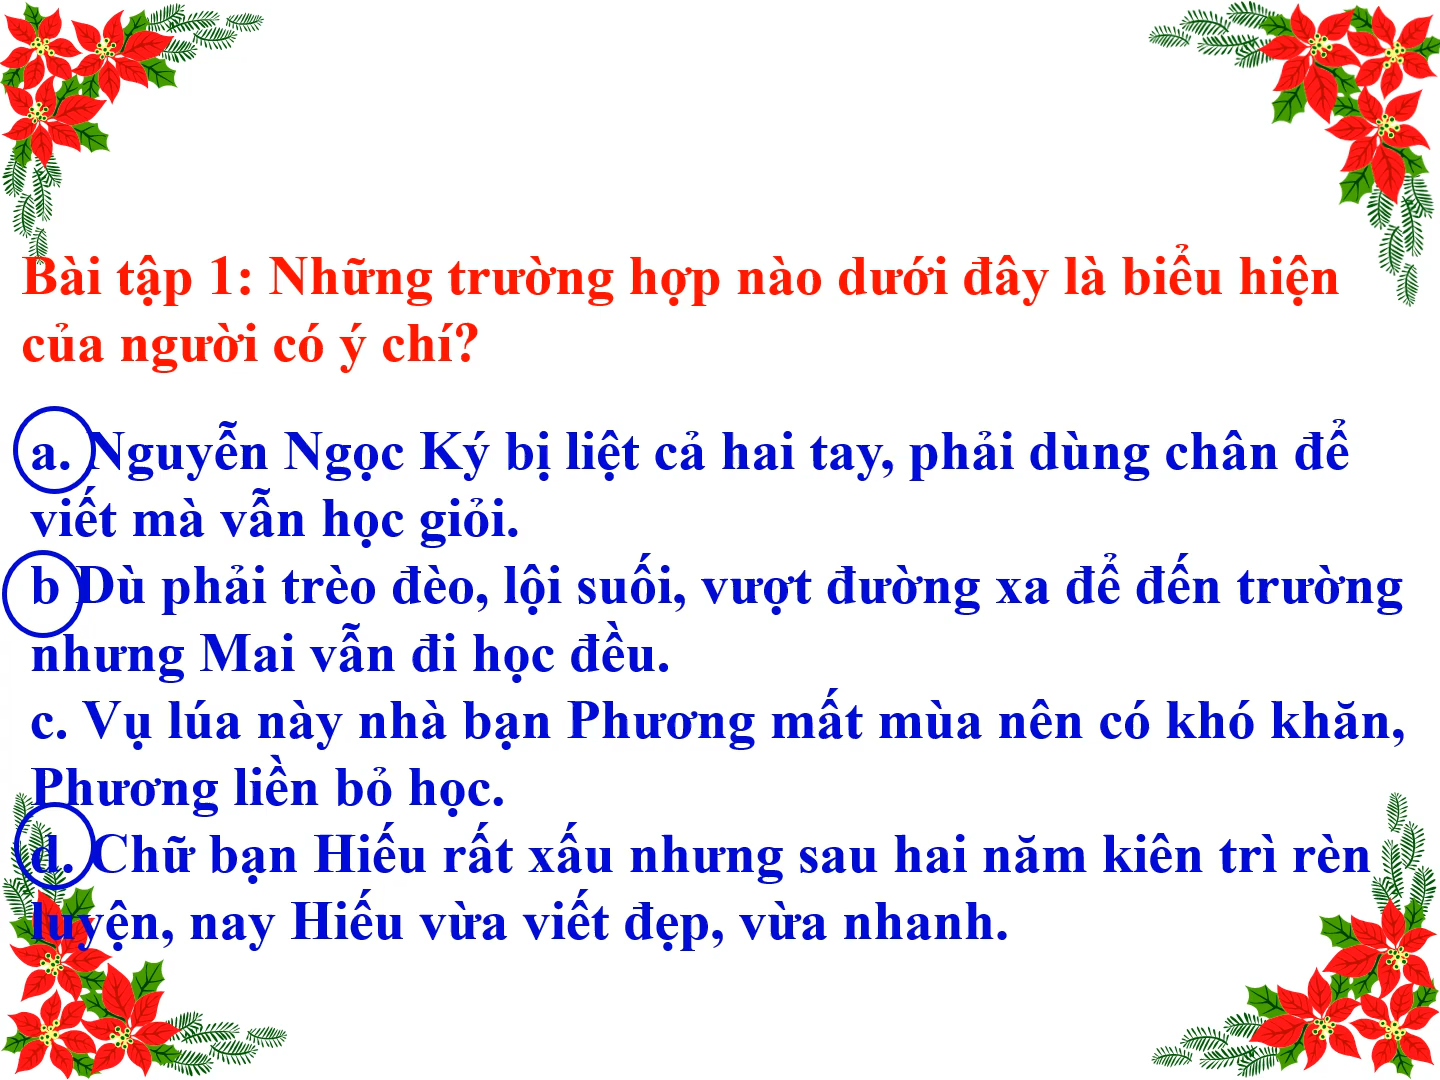 Bài tập 1: Những trường hợp nào dưới đây là biểu hiện
của người có ý chí?
a. Nguyễn Ngọc Ký bị liệt cả hai tay, phải dùng chân để
viết mà vẫn học giỏi.
b Dù phải trèo đèo, lội suối, vượt đường xa để đến trường
nhưng Mai vẫn đi học đều.
c. Vụ lúa này nhà bạn Phương mất mùa nên có khó khăn,
Phương liền bỏ học.
d. Chữ bạn Hiếu rất xấu nhưng sau hai năm kiên trì rèn
luyện, nay Hiếu vừa viết đẹp, vừa nhanh.